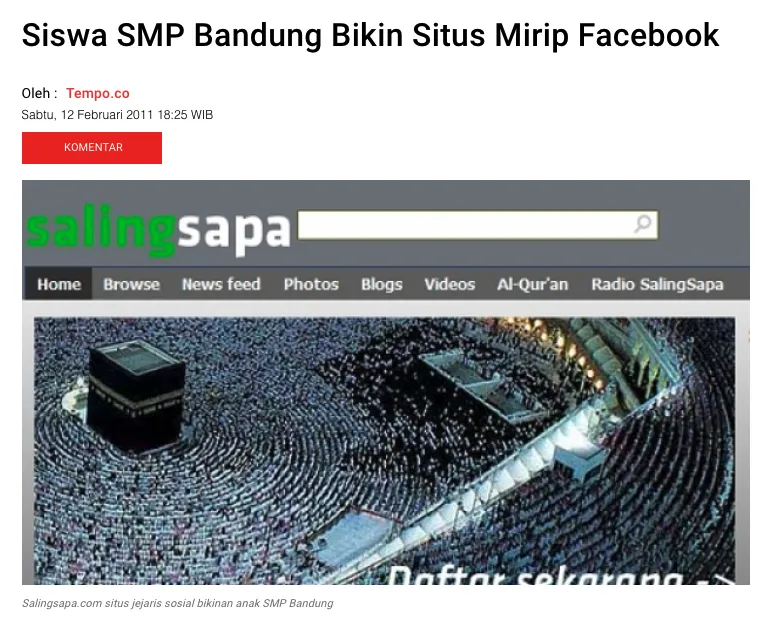 Siswa SMP Bandung Bikin Situs Mirip Facebook
Oleh : Tempo.co
Sabtu, 12 Februari 2011 18:25 WIB
KOMENTAR
salingsapa
Home Browse News feed Photos Blogs Videos Al-Qur'an Radio SalingSapa
Daftar sekarang ->
Salingsapa.com situs jejaris sosial bikinan anak SMP Bandung